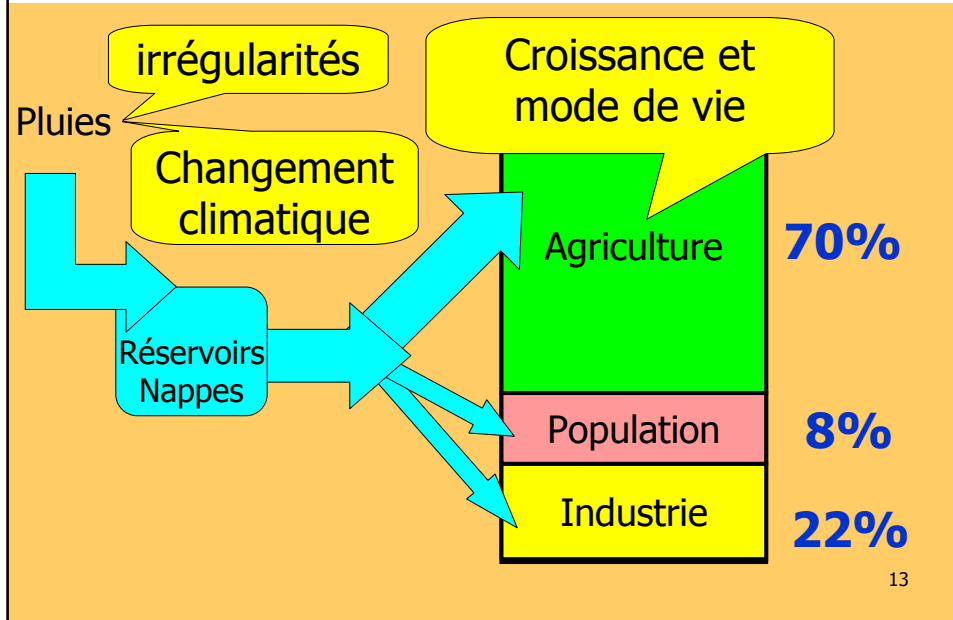 irrégularités
Croissance et
mode de vie
Pluies
Changement
climatique
Agriculture
70%
Réservoirs
Nappes
Population
8%
Industrie
22%
13